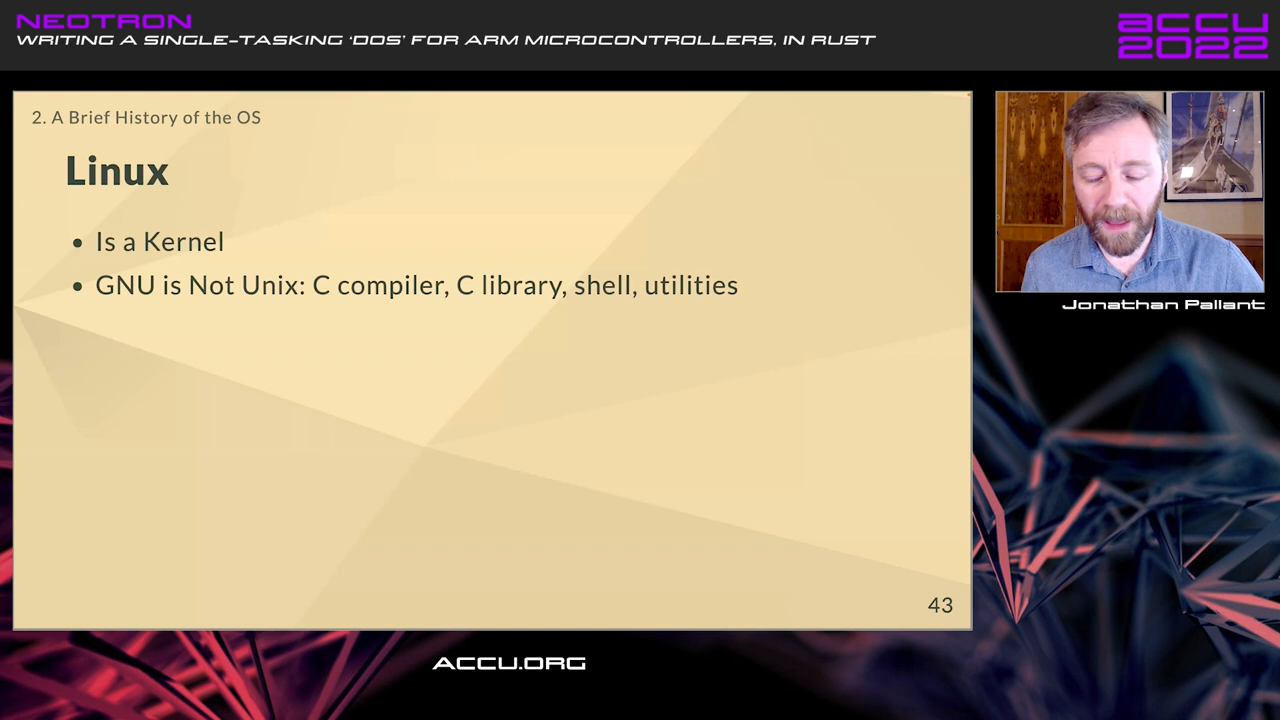 NEOTRON
WRITING A SINGLE-TASKING 'DOS' FOR ARM MICROCONTROLLERS, IN RUST
accu
2022
2. A Brief History of the OS
Linux
• Is a Kernel
• GNU is Not Unix: C compiler, C library, shell, utilities
43
Jonathan Pallant
ACCU.ORG